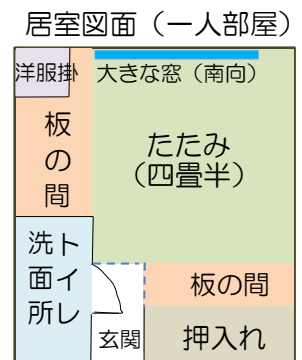 居室図面（一人部屋）
洋服掛
大きな窓（南向）
板の間
たたみ
（四畳半）
トイレ
洗面所
板の間
玄関
押入れ